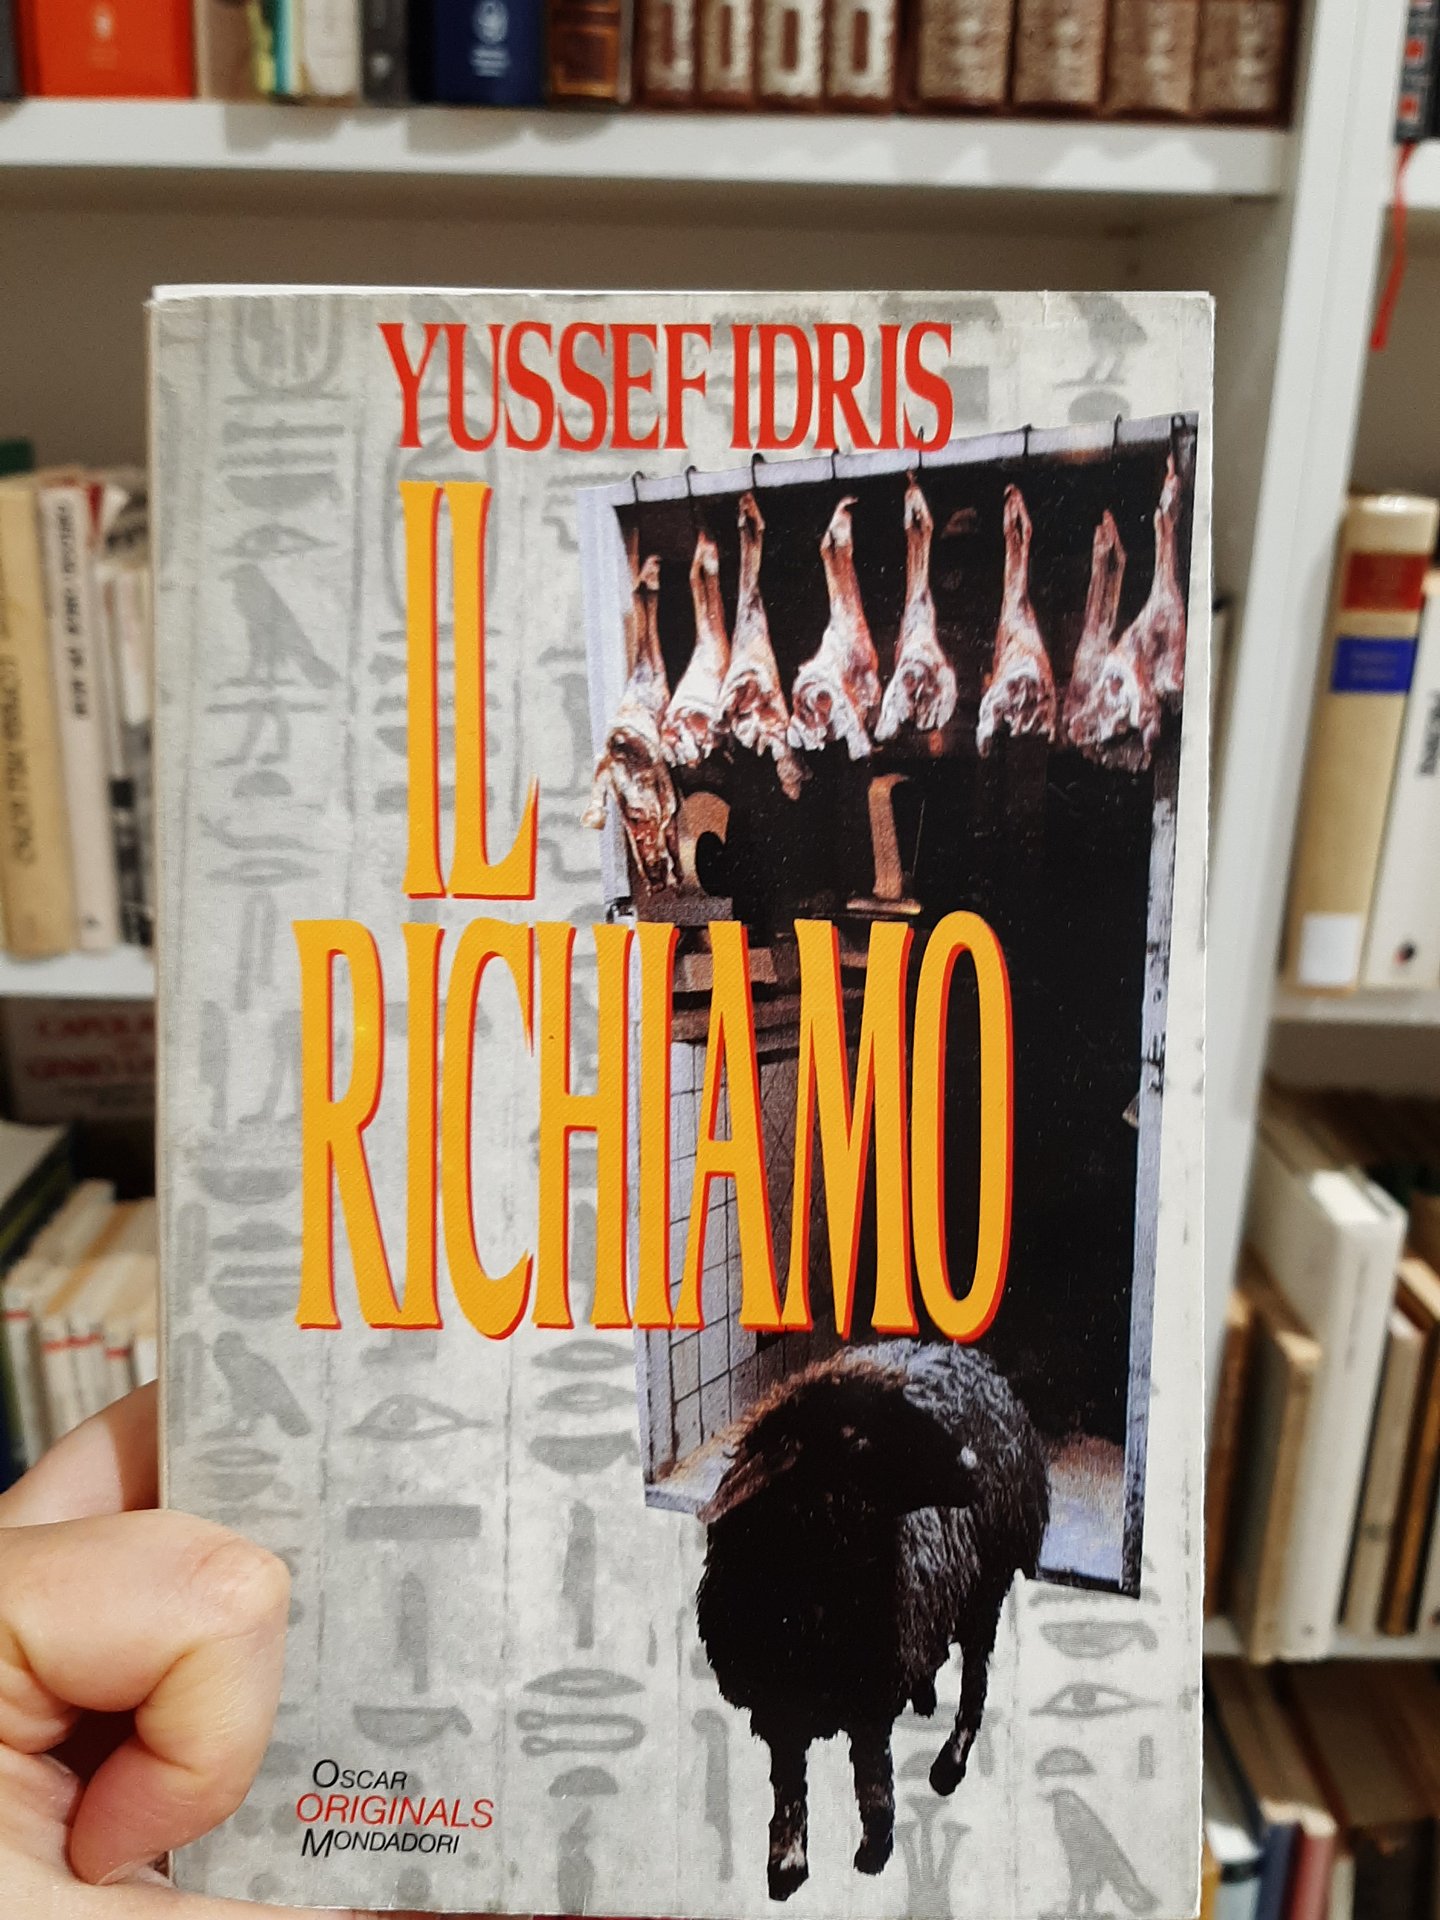 YUSSEF IDRIS
IL
RICHIAMO
OSCAR
ORIGINALS
MONDADORI